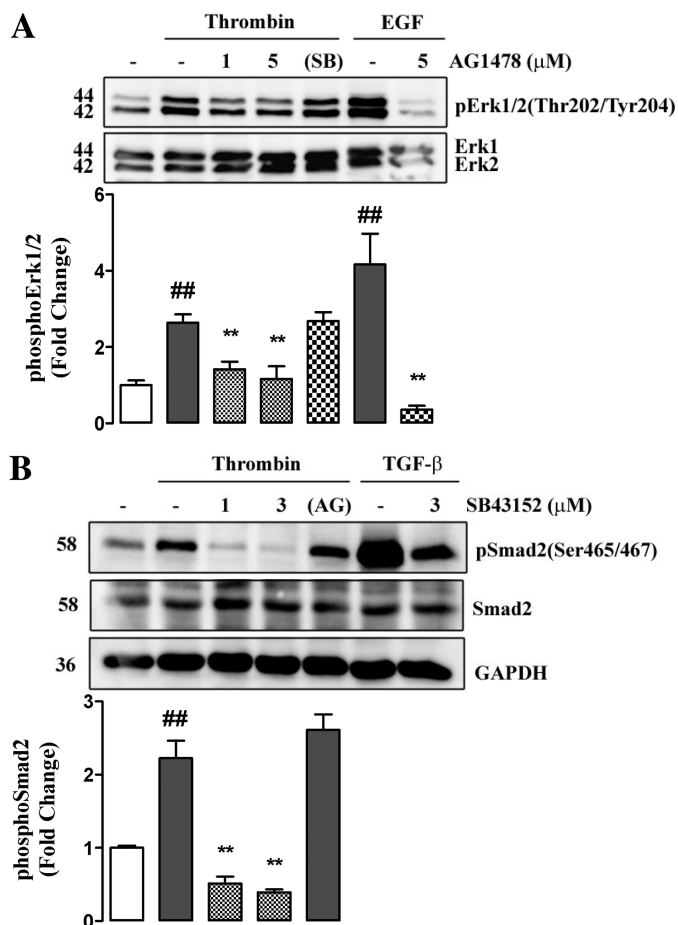 A
Thrombin EGF
- - 1 5 (SB) - 5 AG1478 (μM)
44
42
pErk1/2(Thr202/Tyr204)
44
42
Erk1
Erk2
phosphoErk1/2
(Fold Change)
6
4
2
0
##
**
**
##
**
B
Thrombin TGF-β
- - 1 3 (AG) - 3 SB43152 (μM)
58 pSmad2(Ser465/467)
58 Smad2
36 GAPDH
phosphoSmad2
(Fold Change)
3
2
1
0
##
**
**